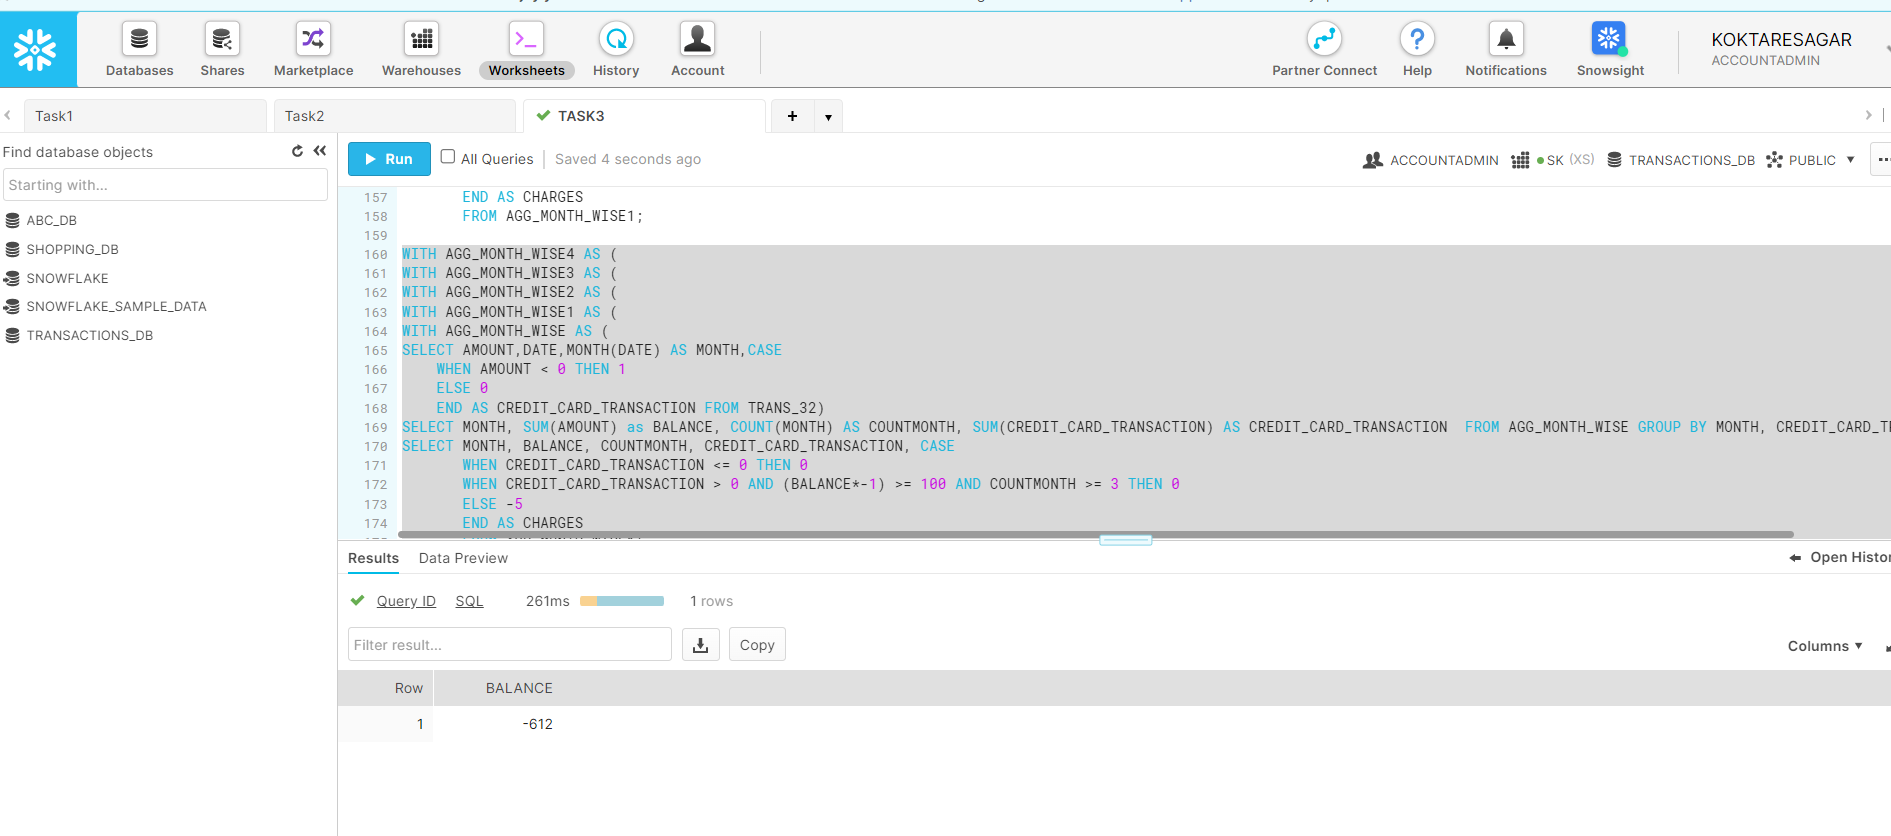 Databases
Shares
Marketplace
Warehouses
Worksheets
History
Account
Partner Connect
Help
Notifications
Snowsight
KOKTARESAGAR
ACCOUNTADMIN
Task1
Task2
TASK3
+
Find database objects
Starting with...
ABC_DB
SHOPPING_DB
SNOWFLAKE
SNOWFLAKE_SAMPLE_DATA
TRANSACTIONS_DB
Run
All Queries
Saved 4 seconds ago
ACCOUNTADMIN
SK (XS)
TRANSACTIONS_DB
PUBLIC
157 END AS CHARGES
158 FROM AGG_MONTH_WISE1;
159
160 WITH AGG_MONTH_WISE4 AS (
161 WITH AGG_MONTH_WISE3 AS (
162 WITH AGG_MONTH_WISE2 AS (
163 WITH AGG_MONTH_WISE1 AS (
164 WITH AGG_MONTH_WISE AS (
165 SELECT AMOUNT,DATE,MONTH(DATE) AS MONTH,CASE
166 WHEN AMOUNT < 0 THEN 1
167 ELSE 0
168 END AS CREDIT_CARD_TRANSACTION FROM TRANS_32)
169 SELECT MONTH, SUM(AMOUNT) as BALANCE, COUNT(MONTH) AS COUNTMONTH, SUM(CREDIT_CARD_TRANSACTION) AS CREDIT_CARD_TRANSACTION FROM AGG_MONTH_WISE GROUP BY MONTH, CREDIT_CARD_T
170 SELECT MONTH, BALANCE, COUNTMONTH, CREDIT_CARD_TRANSACTION, CASE
171 WHEN CREDIT_CARD_TRANSACTION <= 0 THEN 0
172 WHEN CREDIT_CARD_TRANSACTION > 0 AND (BALANCE*-1) >= 100 AND COUNTMONTH >= 3 THEN 0
173 ELSE -5
174 END AS CHARGES
Results
Data Preview
Open Histor
Query ID
SQL
261ms
1 rows
Filter result...
Copy
Columns
Row BALANCE
1 -612